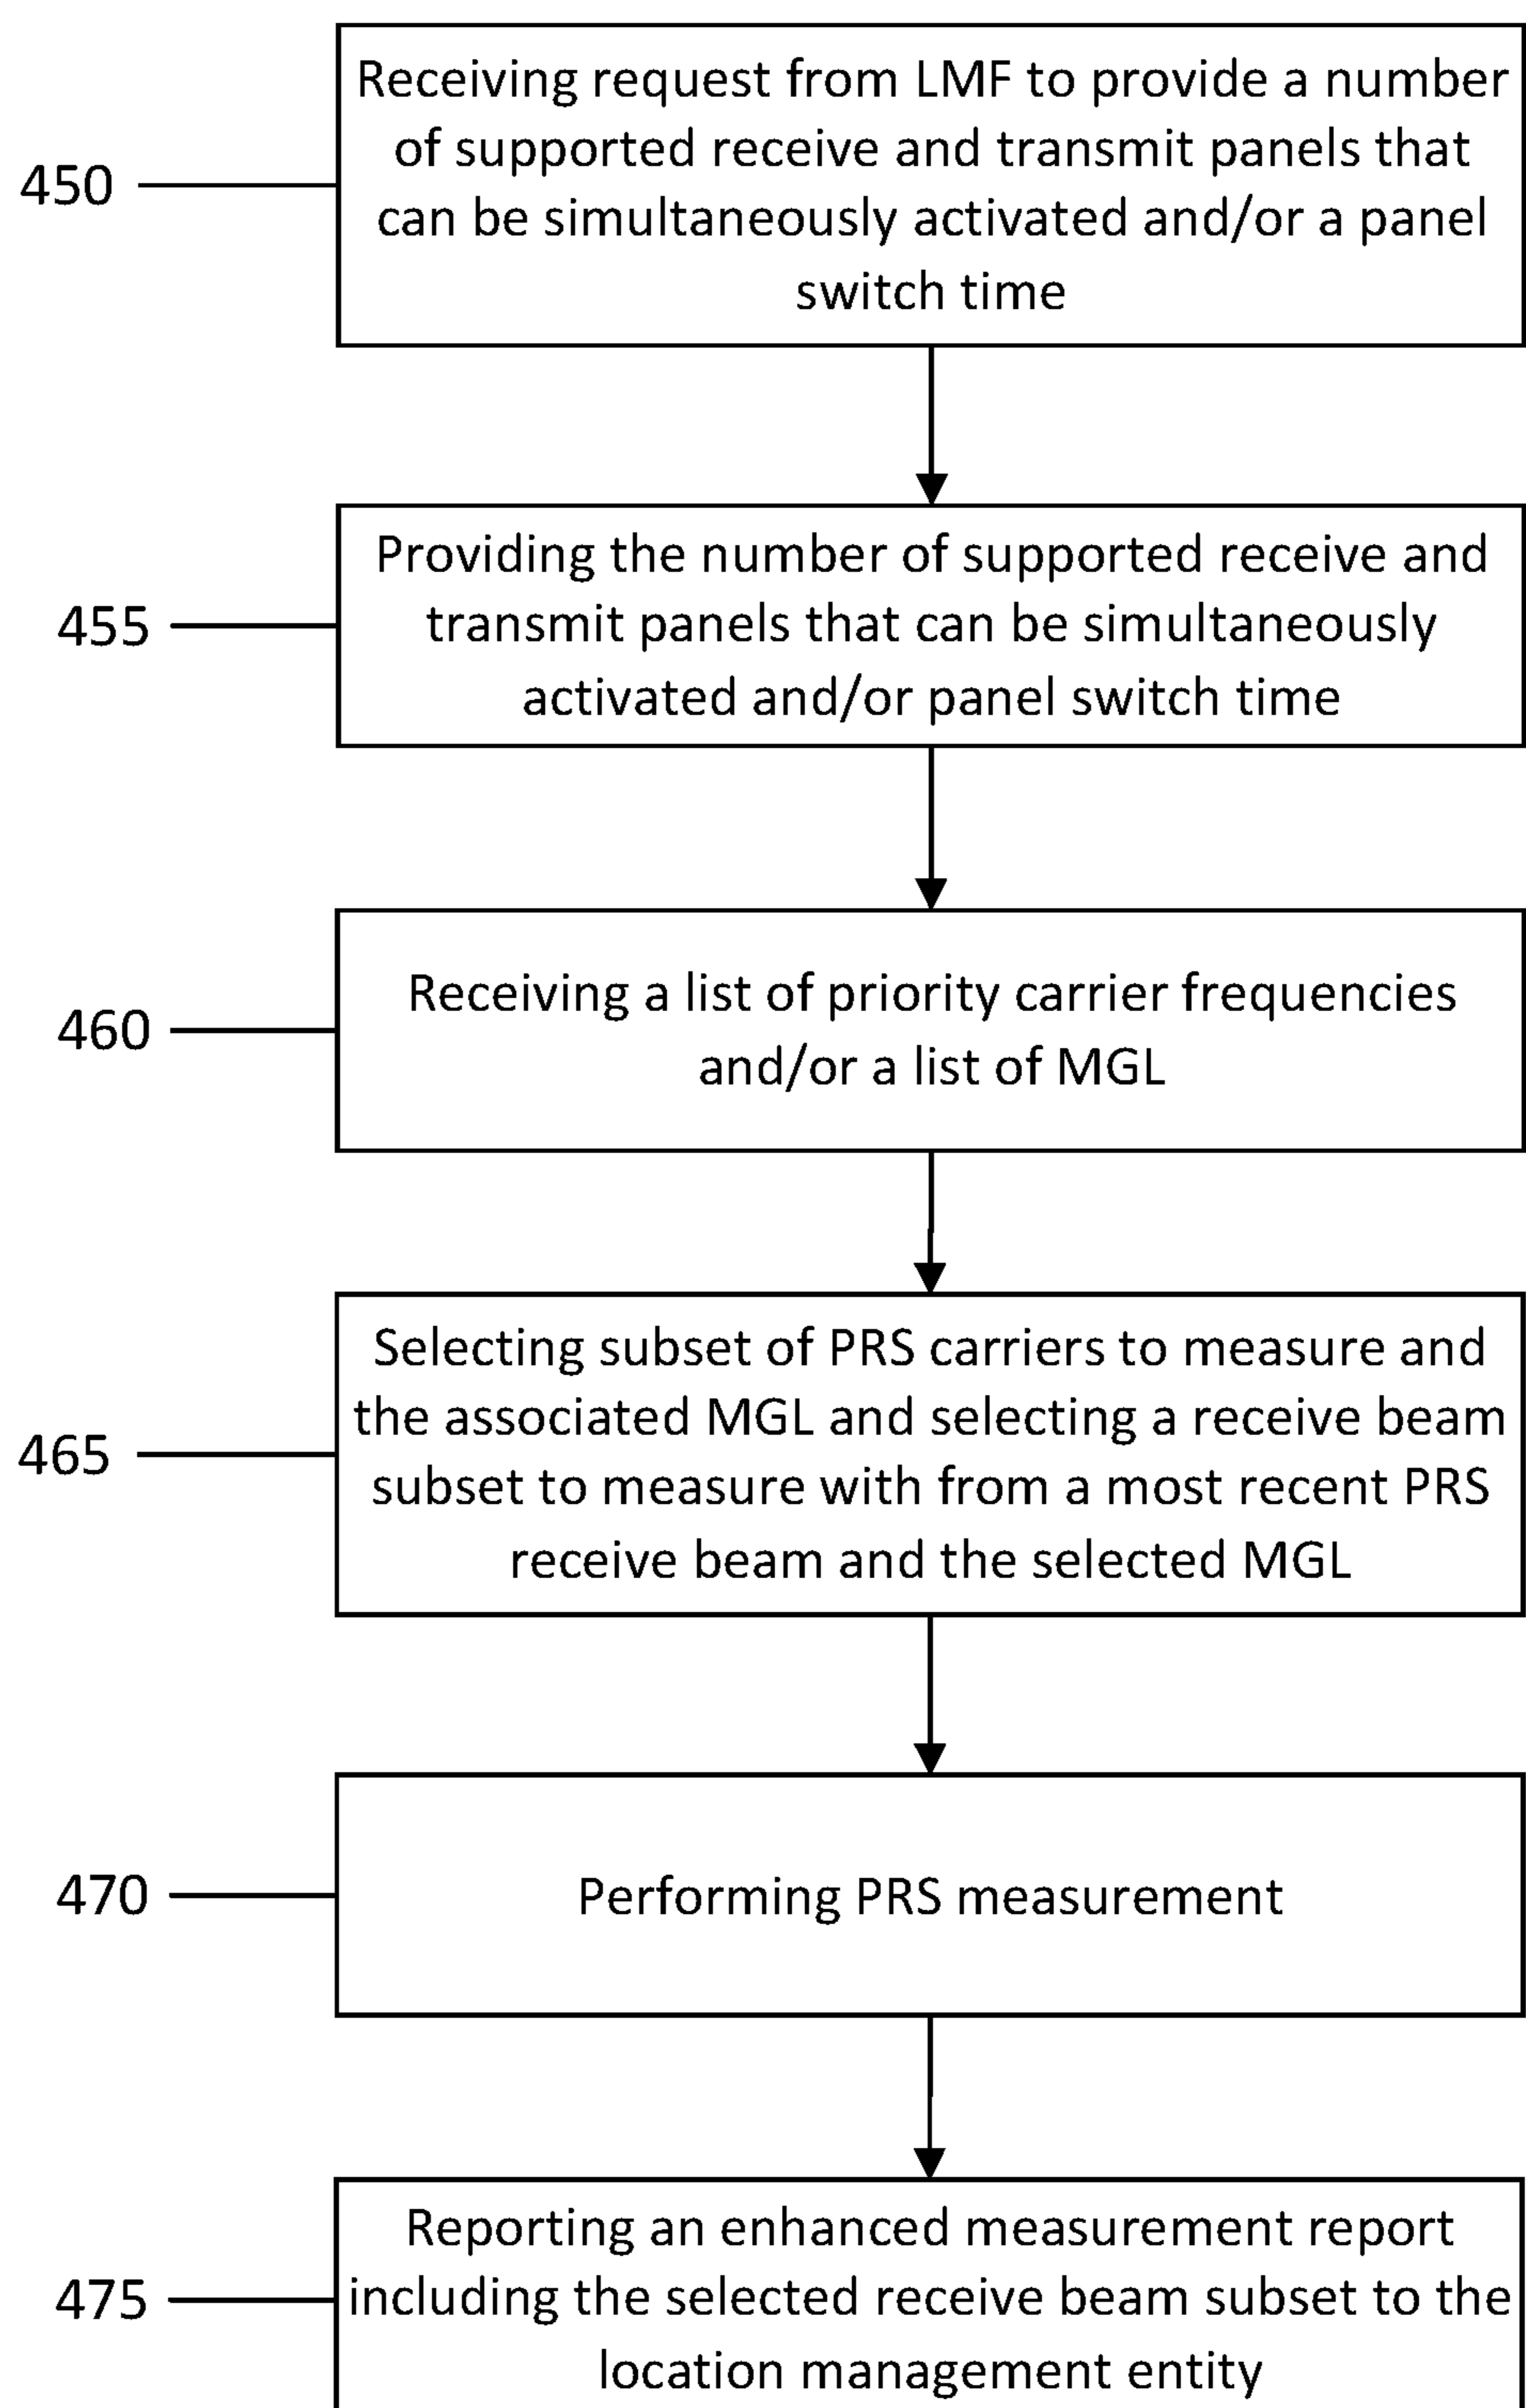 Receiving request from LMF to provide a number
of supported receive and transmit panels that
can be simultaneously activated and/or a panel
switch time
450
Providing the number of supported receive and
transmit panels that can be simultaneously
activated and/or panel switch time
455
Receiving a list of priority carrier frequencies
and/or a list of MGL
460
Selecting subset of PRS carriers to measure and
the associated MGL and selecting a receive beam
subset to measure with from a most recent PRS
receive beam and the selected MGL
465
Performing PRS measurement
470
Reporting an enhanced measurement report
including the selected receive beam subset to the
location management entity
475